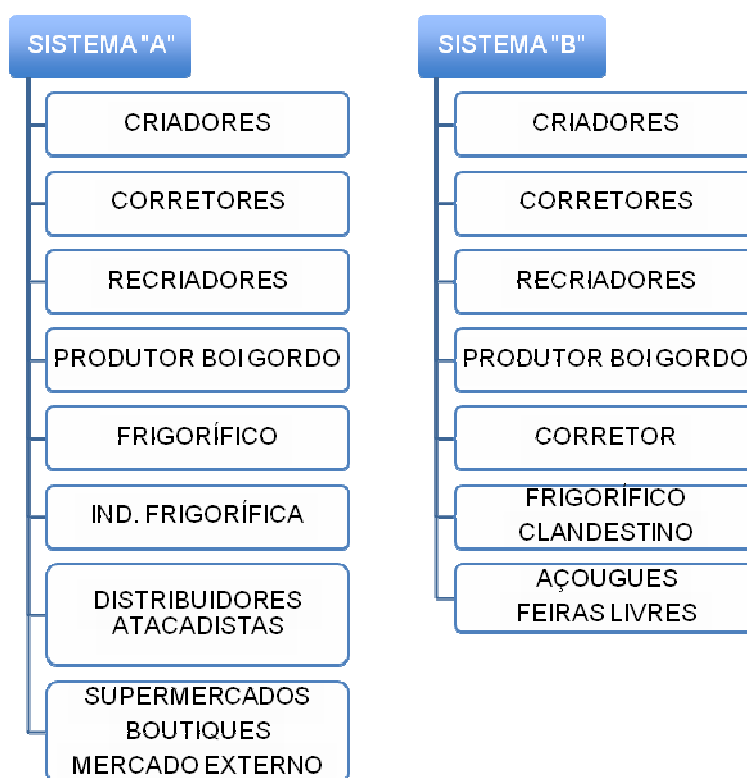 SISTEMA "A"
CRIADORES
CORRETORES
RECRIADORES
PRODUTOR BOI GORDO
FRIGORÍFICO
IND. FRIGORÍFICA
DISTRIBUIDORES
ATACADISTAS
SUPERMERCADOS
BOUTIQUES
MERCADO EXTERNO
SISTEMA "B"
CRIADORES
CORRETORES
RECRIADORES
PRODUTOR BOI GORDO
CORRETOR
FRIGORÍFICO
CLANDESTINO
AÇOUGUES
FEIRAS LIVRES